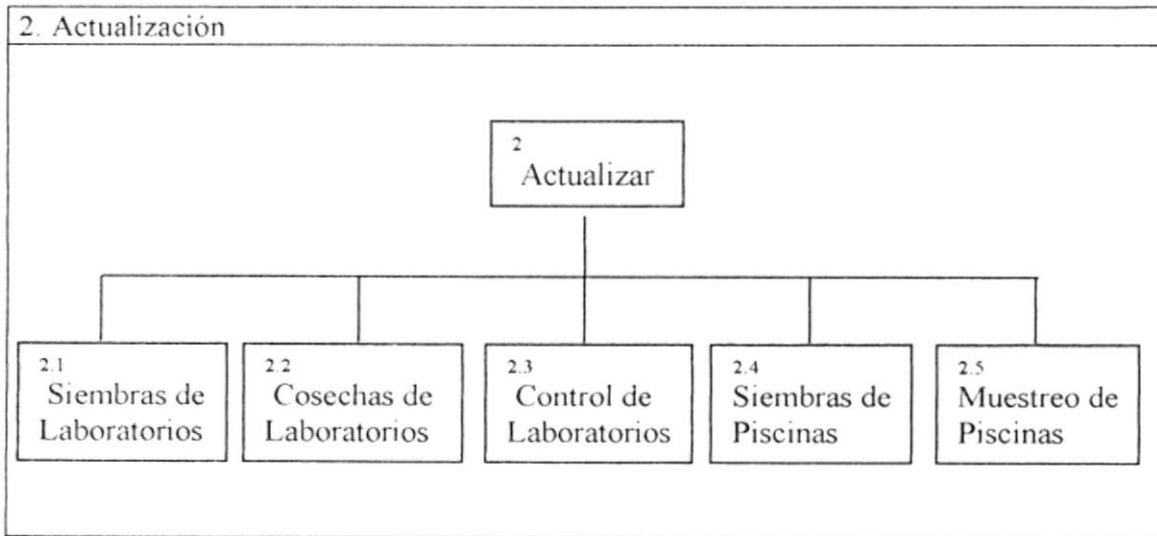 2. Actualización
2
Actualizar
2.1
Siembras de
Laboratorios
2.2
Cosechas de
Laboratorios
2.3
Control de
Laboratorios
2.4
Siembras de
Piscinas
2.5
Muestreo de
Piscinas